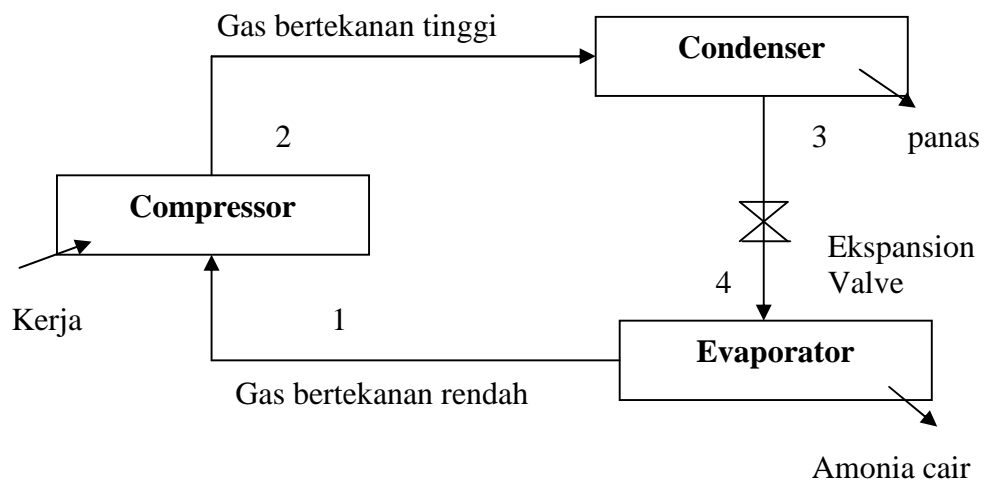 Gas bertekanan tinggi
Condenser
2
3
panas
Compressor
Ekspansion
Valve
4
Kerja
1
Evaporator
Gas bertekanan rendah
Amonia cair